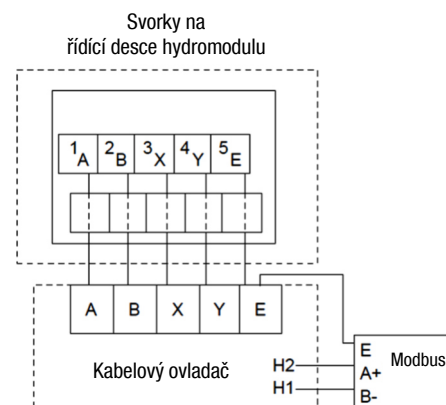 Svorky na
řídící desce hydromodulu
1A 2B 3X 4Y 5E
A B X Y E
Kabelový ovladač
E
H2 A+ Modbus
H1 B-